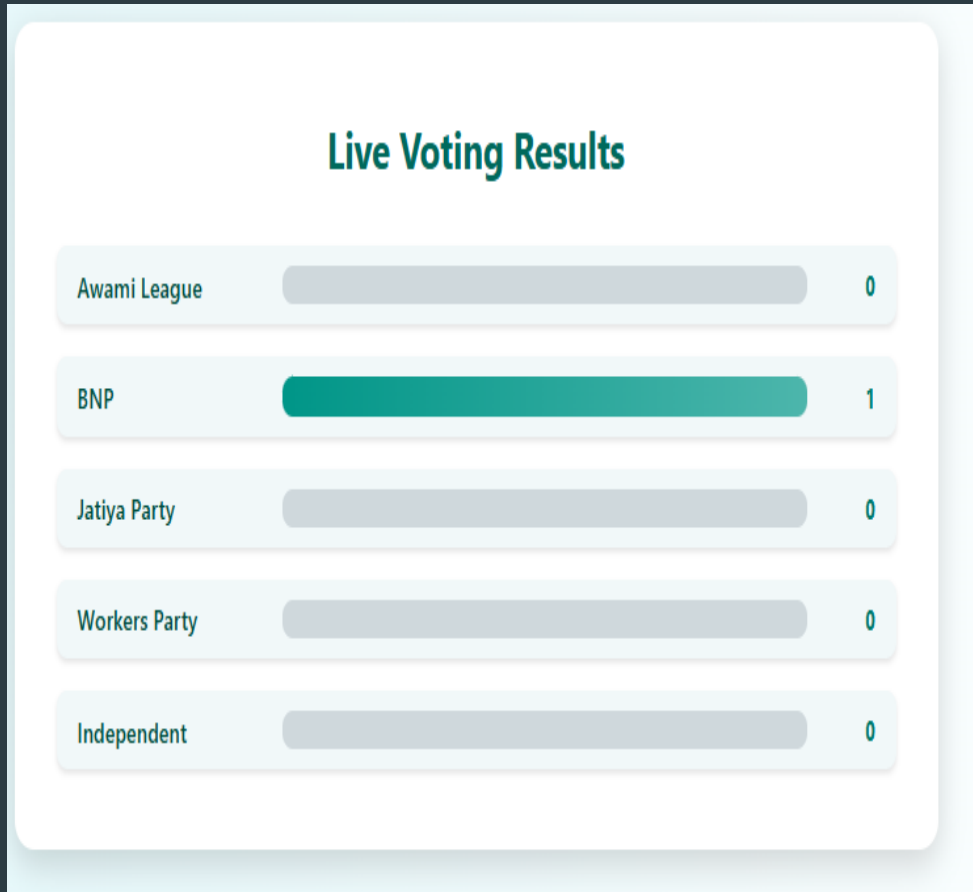 Live Voting Results
Awami League 0
BNP 1
Jatiya Party 0
Workers Party 0
Independent 0